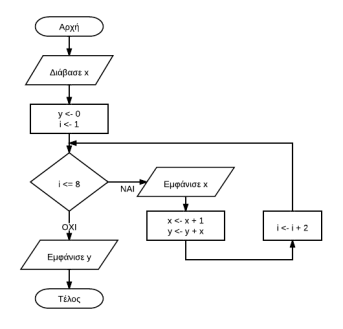 Αρχή
Διάβασε x
y <- 0
i <- 1
i <= 8
ΝΑΙ
Εμφάνισε x
x <- x + 1
y <- y + x
i <- i + 2
ΟΧΙ
Εμφάνισε y
Τέλος